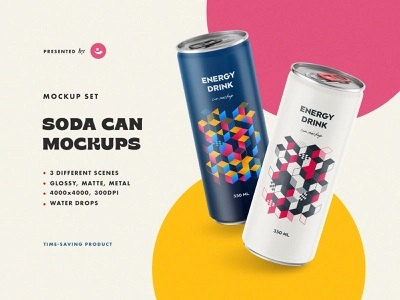 PRESENTED by
MOCKUP SET
SODA CAN
MOCKUPS
3 DIFFERENT SCENES
GLOSSY, MATTE, METAL
4000x4000, 300DPI
WATER DROPS
TIME-SAVING PRODUCT
ENERGY
DRINK
330 ML
ENERGY
DRINK
330 ML